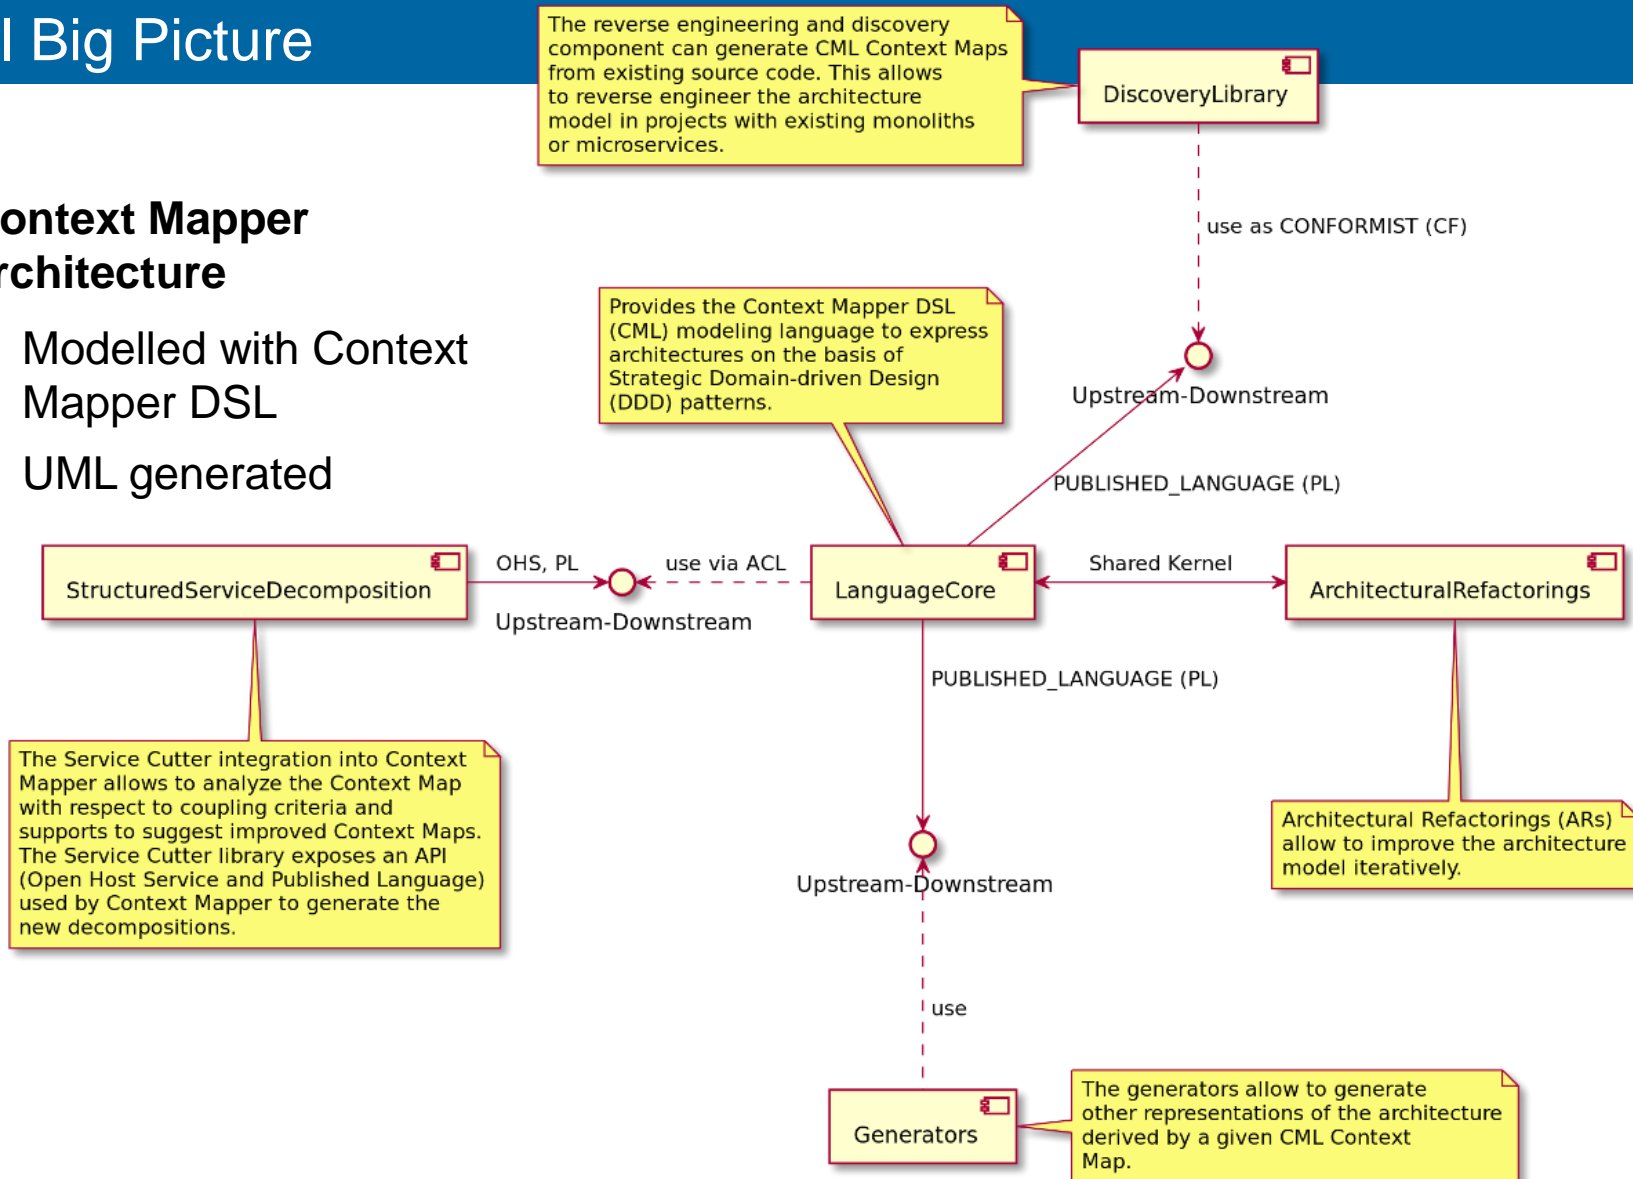 l Big Picture
The reverse engineering and discovery
component can generate CML Context Maps
from existing source code. This allows
to reverse engineer the architecture
model in projects with existing monoliths
or microservices.
DiscoveryLibrary
ontext Mapper
rchitecture
Modelled with Context
Mapper DSL
UML generated
use as CONFORMIST (CF)
Provides the Context Mapper DSL
(CML) modeling language to express
architectures on the basis of
Strategic Domain-driven Design
(DDD) patterns.
Upstream-Downstream
PUBLISHED_LANGUAGE (PL)
StructuredServiceDecomposition
OHS, PL
use via ACL
Upstream-Downstream
LanguageCore
Shared Kernel
ArchitecturalRefactorings
PUBLISHED_LANGUAGE (PL)
The Service Cutter integration into Context
Mapper allows to analyze the Context Map
with respect to coupling criteria and
supports to suggest improved Context Maps.
The Service Cutter library exposes an API
(Open Host Service and Published Language)
used by Context Mapper to generate the
new decompositions.
Architectural Refactorings (ARs)
allow to improve the architecture
model iteratively.
Upstream-Downstream
use
Generators
The generators allow to generate
other representations of the architecture
derived by a given CML Context
Map.